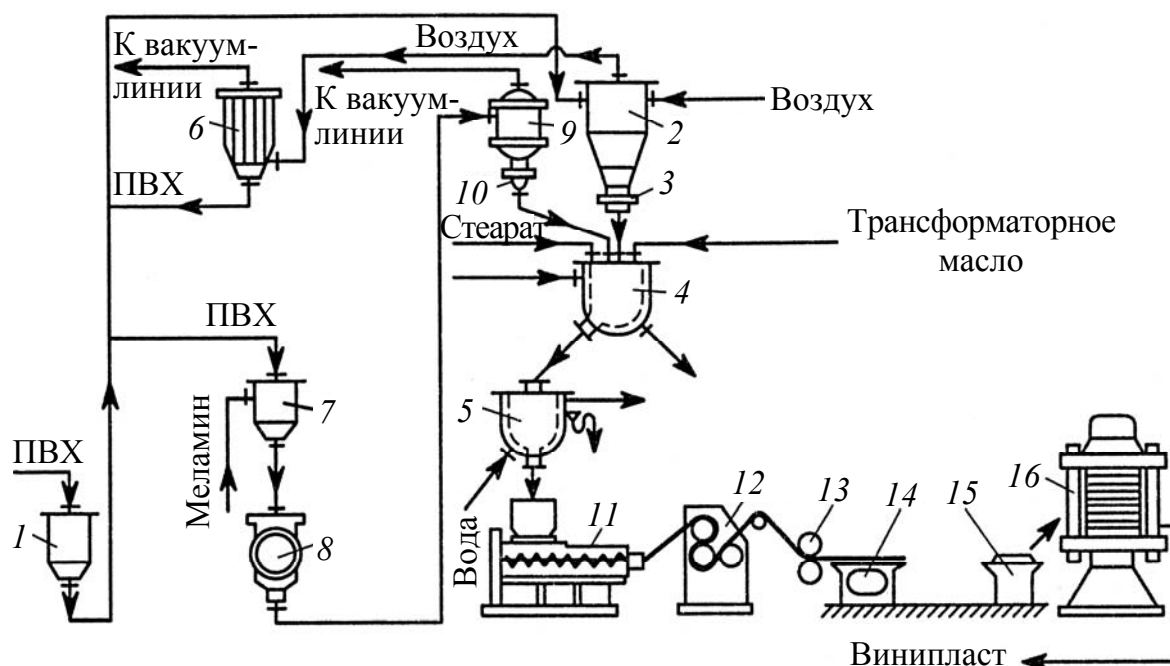 К вакуум-
линии
Воздух
К вакуум-
линии
Воздух
6
9
2
ПВХ
10
3
Стеарат
Трансформаторное
масло
4
ПВХ
7
5
Меламин
ПВХ
1
8
Вода
11
12
13
14
15
16
Винипласт